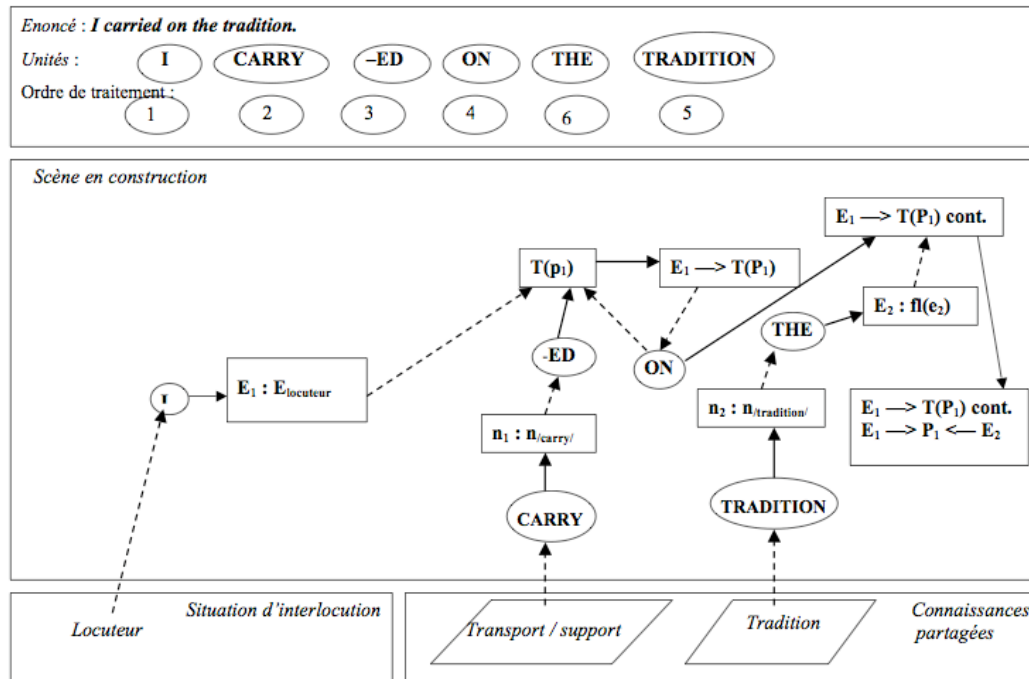 Enoncé : I carried on the tradition.
Unités : I CARRY –ED ON THE TRADITION
Ordre de traitement : 1 2 3 4 6 5
Scène en construction
E₁ —> T(P₁) cont.
T(p₁) E₁ —> T(P₁)
E₂ : fl(e₂)
THE
-ED ON
I E₁ : E locuteur
n₁ : n/carry/ n₂ : n/tradition/
E₁ —> T(P₁) cont.
E₁ —> P₁ <— E₂
CARRY TRADITION
Situation d’interlocution
Locuteur
Transport / support Tradition
Connaissances
partagées